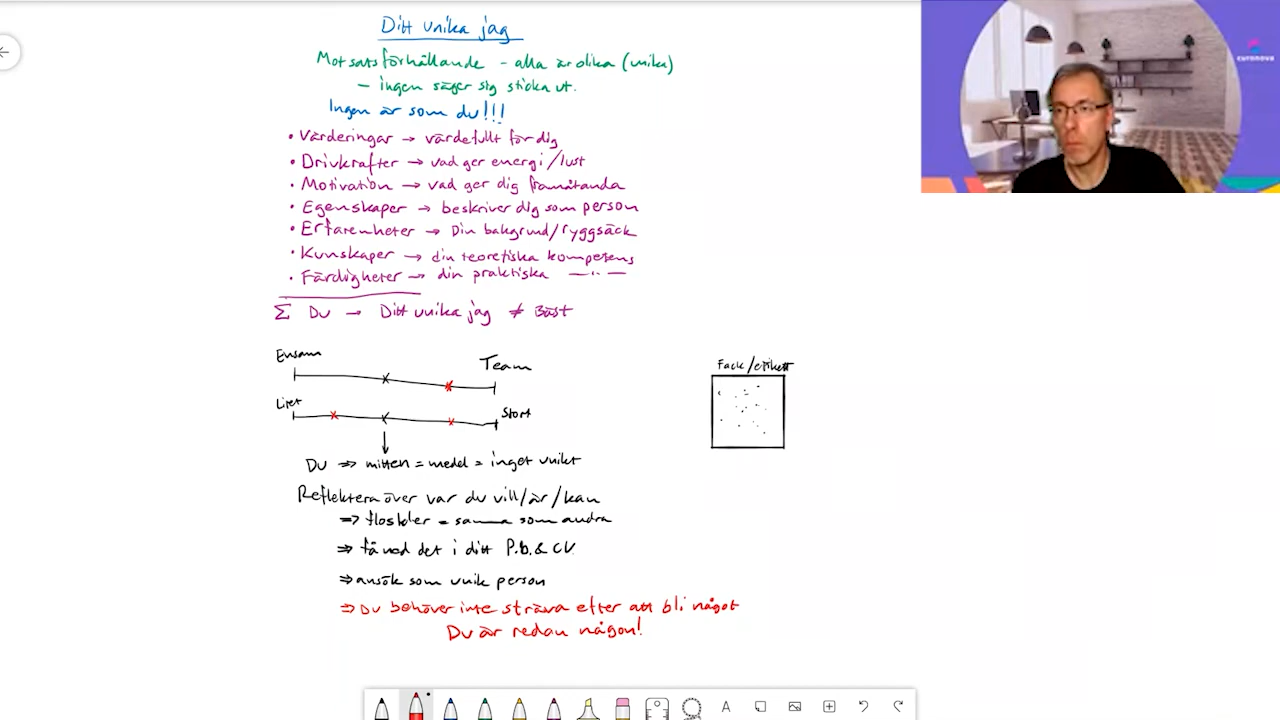 Ditt unika jag
Motsatsförhållande - alla är olika (unika)
- ingen säger sig sticka ut.
Ingen är som du!!!
• Värderingar → värdefullt för dig
• Drivkrafter → vad ger energi/lust
• Motivation → vad ger dig framåtanda
• Egenskaper → beskriver dig som person
• Erfarenheter → Din bakgrund/ryggsäck
• Kunskaper → din teoretiska kompetens
• Färdigheter → din praktiska —"—
Σ Du → Ditt unika jag ≠ Bäst
Ensam Team
Litet Stort
Fack/etikett
Du ⇒ mitten = medel = inget unikt
Reflektera över var du vill/är/kan
⇒ floskler = samma som andra
⇒ få ned det i ditt P.b. & CV
⇒ ansök som unik person
⇒ Du behöver inte sträva efter att bli något
Du är redan någon!
curonova
A